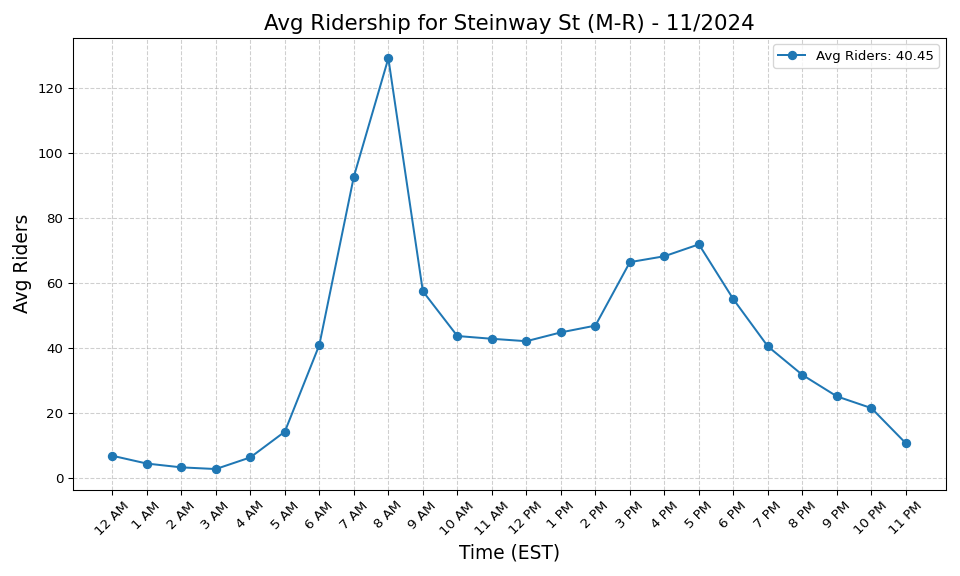 Avg Ridership for Steinway St (M-R) - 11/2024
Avg Riders: 40.45
Avg Riders
120
100
80
60
40
20
0
12 AM
1 AM
2 AM
3 AM
4 AM
5 AM
6 AM
7 AM
8 AM
9 AM
10 AM
11 AM
12 PM
1 PM
2 PM
3 PM
4 PM
5 PM
6 PM
7 PM
8 PM
9 PM
10 PM
11 PM
Time (EST)